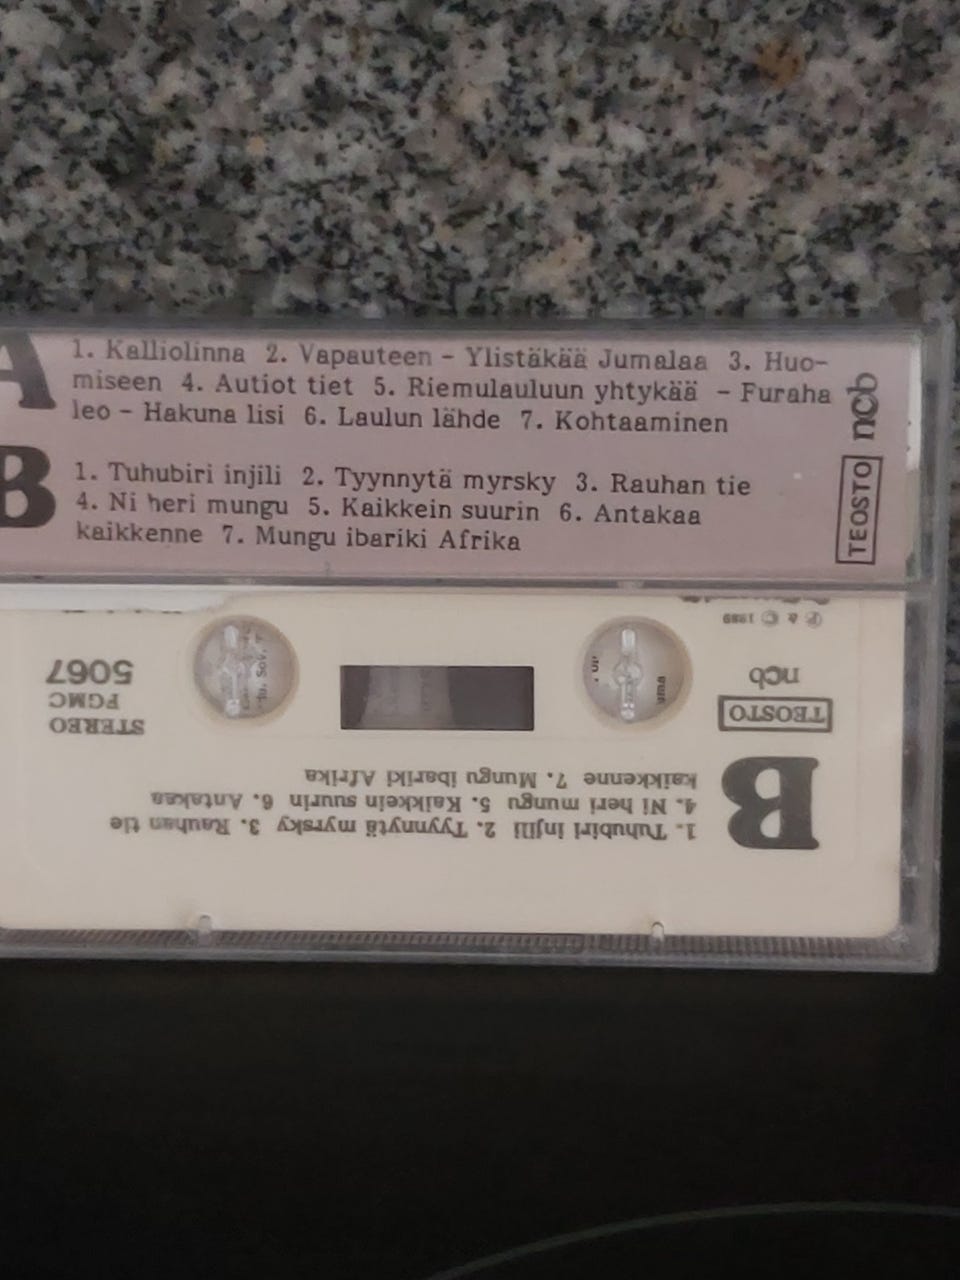 A
1. Kalliolinna 2. Vapauteen - Ylistäkää Jumalaa 3. Huo-
miseen 4. Autiot tiet 5. Riemulauluun yhtykää - Furaha
leo - Hakuna lisi 6. Laulun lähde 7. Kohtaaminen
B
1. Tuhubiri injili 2. Tyynnytä myrsky 3. Rauhan tie
4. Ni heri mungu 5. Kaikkein suurin 6. Antakaa
kaikkenne 7. Mungu ibariki Afrika
TEOSTO ncb
B
1. Tuhubiri injili 2. Tyynnytä myrsky 3. Rauhan tie
4. Ni heri mungu 5. Kaikkein suurin 6. Antakaa
kaikkenne 7. Mungu ibariki Afrika
TEOSTO
ncb
STEREO
FGMC
5067
℗ & © 1989